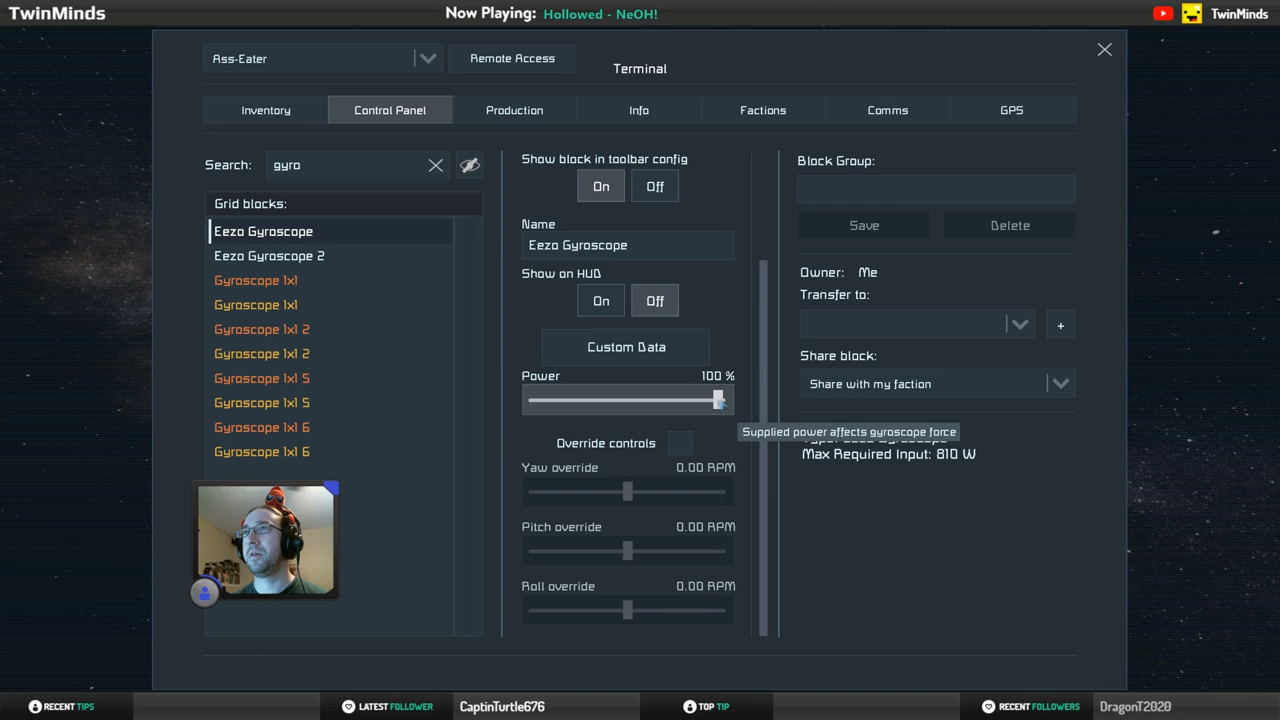 TwinMinds
Now Playing: Hollowed - NeOH!
TwinMinds
Ass-Eater
Remote Access
Terminal
Inventory
Control Panel
Production
Info
Factions
Comms
GPS
Search: gyro
Grid blocks:
Eezo Gyroscope
Eezo Gyroscope 2
Gyroscope 1x1
Gyroscope 1x1
Gyroscope 1x1 2
Gyroscope 1x1 2
Gyroscope 1x1 5
Gyroscope 1x1 5
Gyroscope 1x1 6
Gyroscope 1x1 6
Show block in toolbar config
On Off
Name
Eezo Gyroscope
Show on HUD
On Off
Custom Data
Power 100 %
Supplied power affects gyroscope force
Override controls
Yaw override 0.00 RPM
Pitch override 0.00 RPM
Roll override 0.00 RPM
Block Group:
Save Delete
Owner: Me
Transfer to:
+
Share block:
Share with my faction
Max Required Input: 810 W
RECENT TIPS
LATEST FOLLOWER
CaptinTurtle676
TOP TIP
RECENT FOLLOWERS
DragonT2020